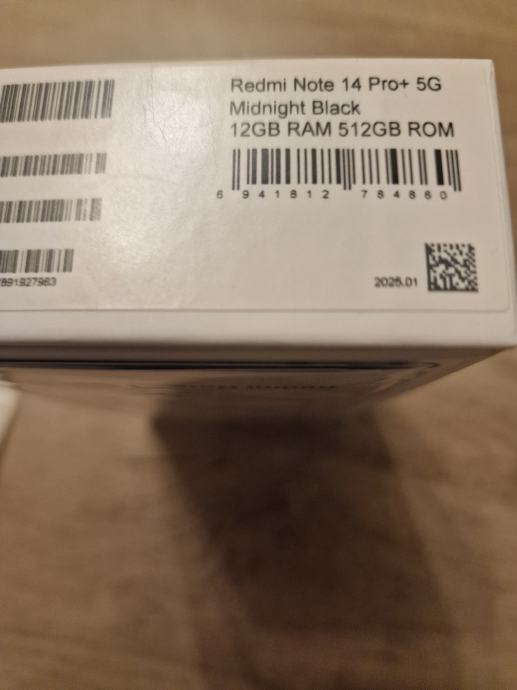 Redmi Note 14 Pro+ 5G
Midnight Black
12GB RAM 512GB ROM
6 941812 784860
891927963
2025.01